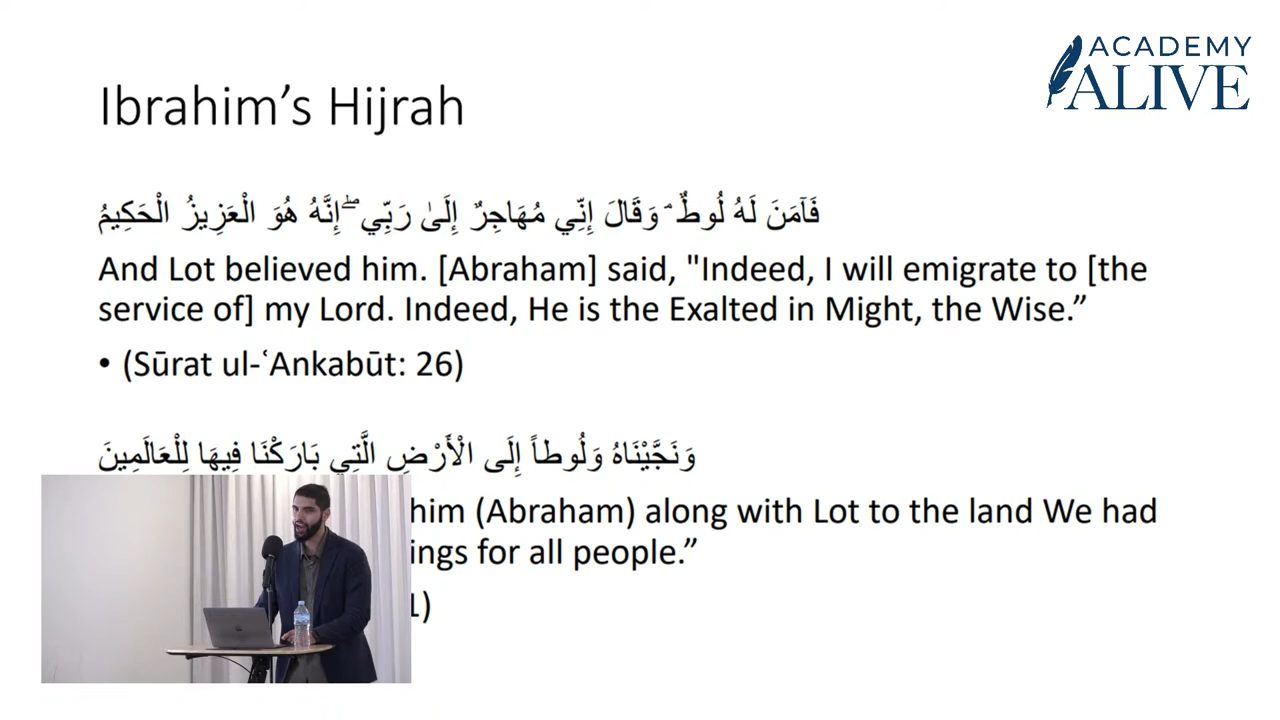 ACADEMY
ALIVE
Ibrahim’s Hijrah
فَآمَنَ لَهُ لُوطٌ ۘ وَقَالَ إِنِّي مُهَاجِرٌ إِلَىٰ رَبِّي ۖ إِنَّهُ هُوَ الْعَزِيزُ الْحَكِيمُ
And Lot believed him. [Abraham] said, "Indeed, I will emigrate to [the
service of] my Lord. Indeed, He is the Exalted in Might, the Wise.”
• (Sūrat ul-ʿAnkabūt: 26)
وَنَجَّيْنَاهُ وَلُوطاً إِلَى الْأَرْضِ الَّتِي بَارَكْنَا فِيهَا لِلْعَالَمِينَ
him (Abraham) along with Lot to the land We had
ings for all people.”
1)